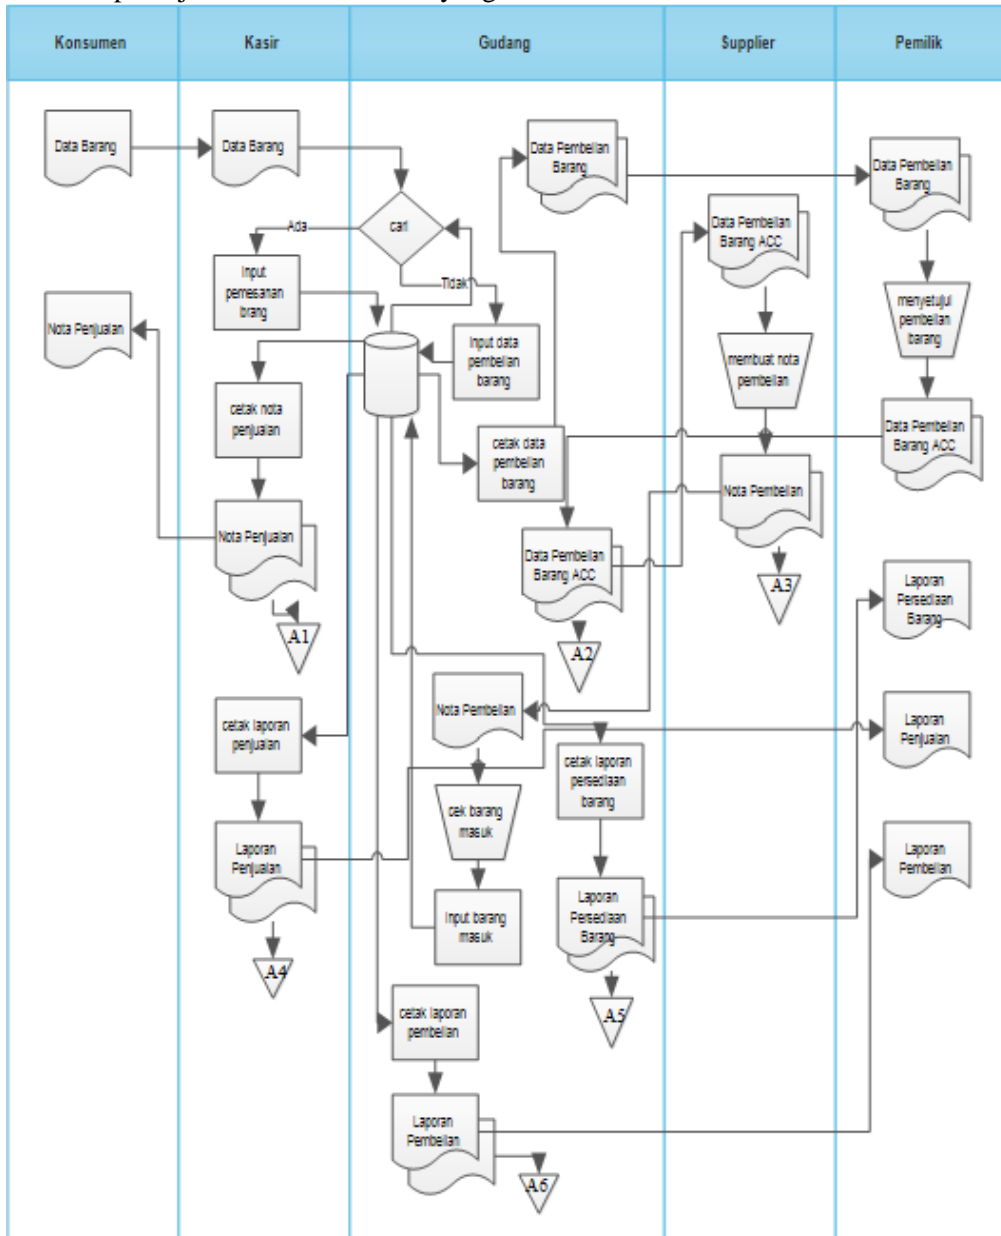 Konsumen
Kasir
Gudang
Supplier
Pemilik
Data Barang
Data Barang
Data Pembelian
Barang
Data Pembelian
Barang
Data Pembelian
Barang ACC
cari
Ada
Tidak
Input
pemesanan
brang
Nota Penjualan
Input data
pembelian
barang
menyetujui
pembelian
barang
membuat nota
pembelian
cetak nota
penjualan
cetak data
pembelian
barang
Data Pembelian
Barang ACC
Nota Pembelian
Nota Penjualan
Data Pembelian
Barang ACC
A3
Laporan
Persediaan
Barang
A1
A2
Nota Pembelian
cetak laporan
penjualan
Laporan
Penjualan
cetak laporan
persediaan
barang
cek barang
masuk
Laporan
Penjualan
Laporan
Pembelian
Input barang
masuk
Laporan
Persediaan
Barang
A4
cetak laporan
pembelian
A5
Laporan
Pembelian
A6